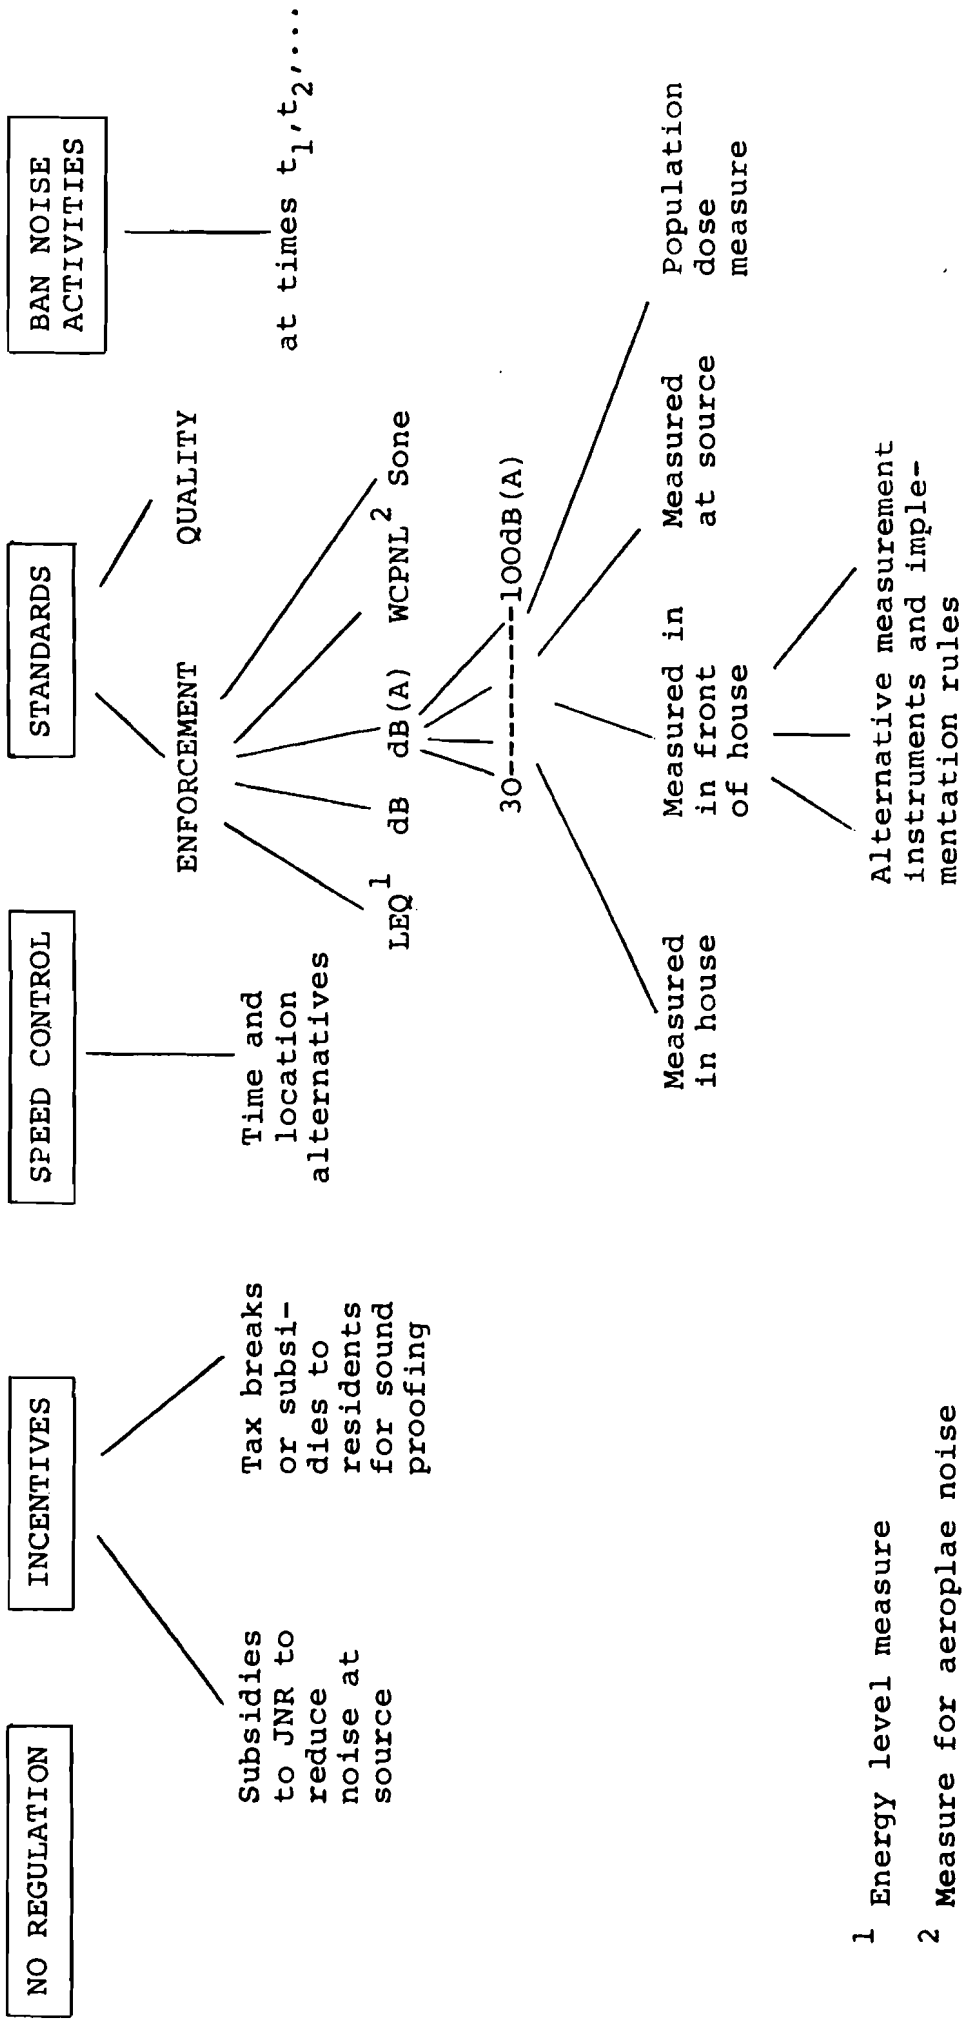 NO REGULATION
INCENTIVES
SPEED CONTROL
STANDARDS
BAN NOISE
ACTIVITIES
Subsidies
to JNR to
reduce
noise at
source
Tax breaks
or subsi-
dies to
residents
for sound
proofing
Time and
location
alternatives
ENFORCEMENT
QUALITY
at times t₁,t₂,...
LEQ¹
dB
dB(A)
WCPNL²
Sone
30--------100dB(A)
Measured
in house
Measured in
in front
of house
Measured
at source
Population
dose
measure
Alternative measurement
instruments and imple-
mentation rules
1 Energy level measure
2 Measure for aeroplae noise